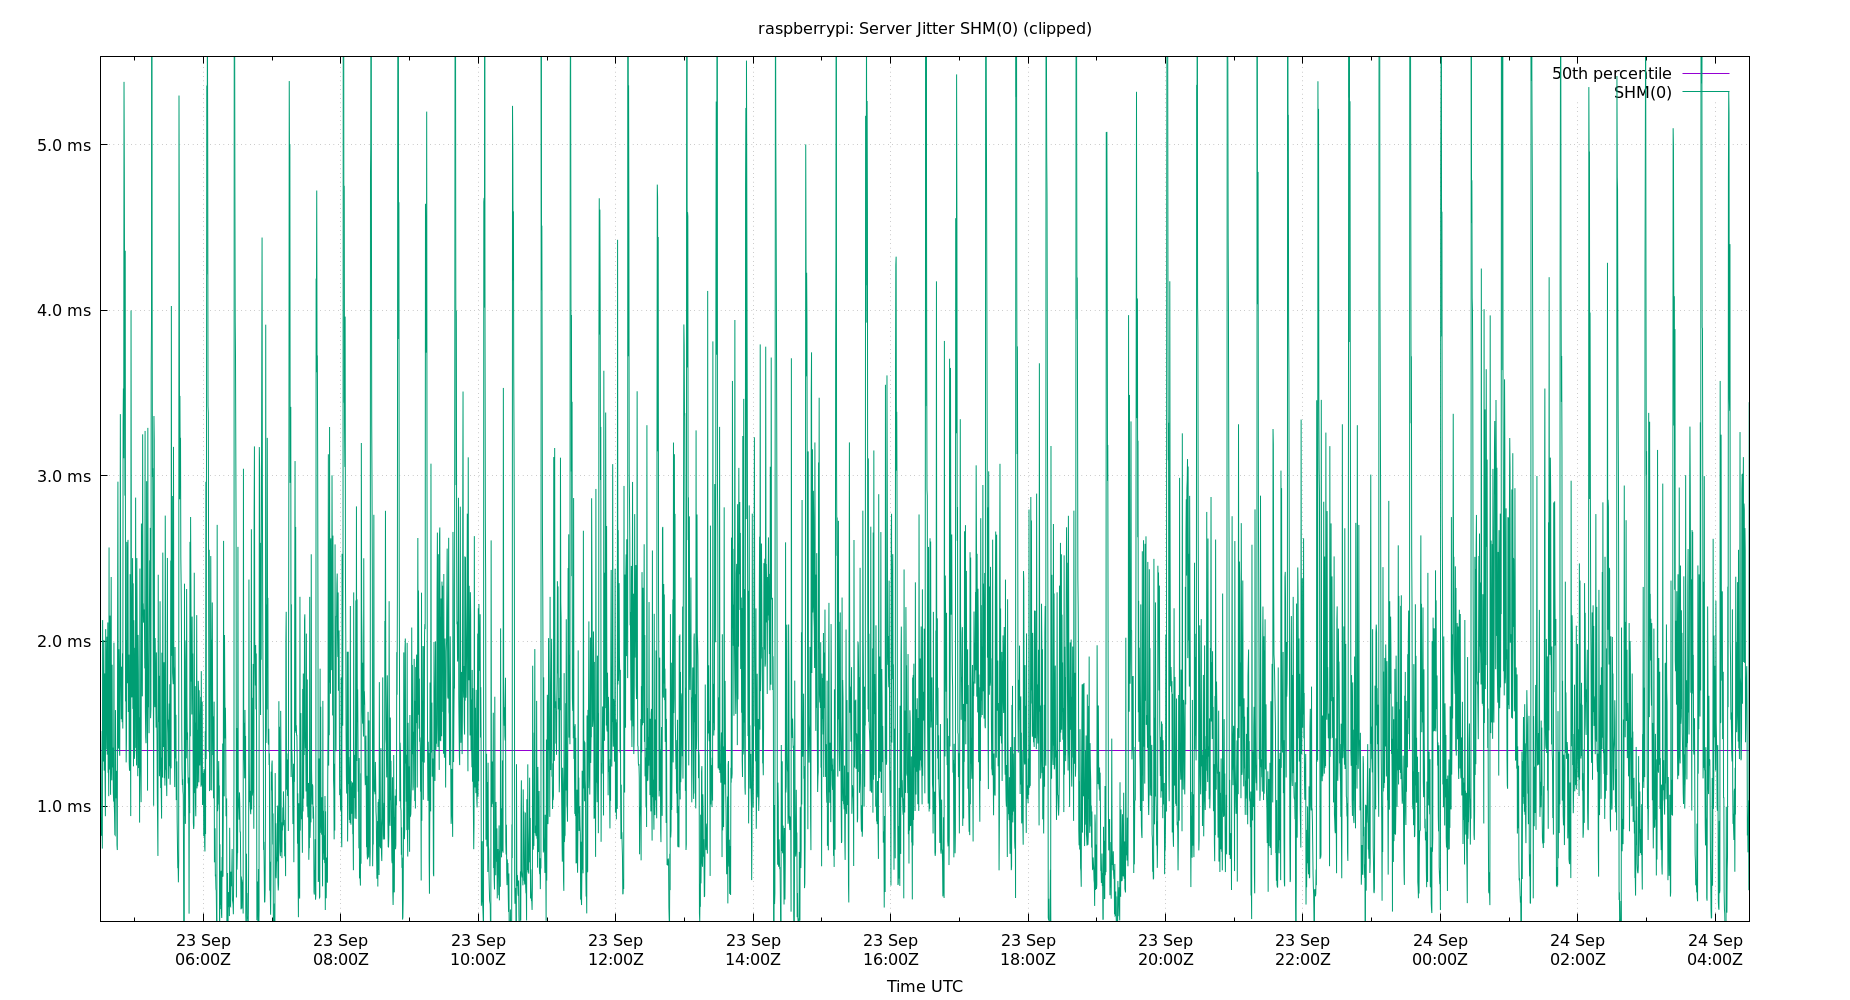 raspberrypi: Server Jitter SHM(0) (clipped)
50th percentile
SHM(0)
5.0 ms
4.0 ms
3.0 ms
2.0 ms
1.0 ms
23 Sep 23 Sep 23 Sep 23 Sep 23 Sep 23 Sep 23 Sep 23 Sep 23 Sep 24 Sep 24 Sep 24 Sep
06:00Z 08:00Z 10:00Z 12:00Z 14:00Z 16:00Z 18:00Z 20:00Z 22:00Z 00:00Z 02:00Z 04:00Z
Time UTC